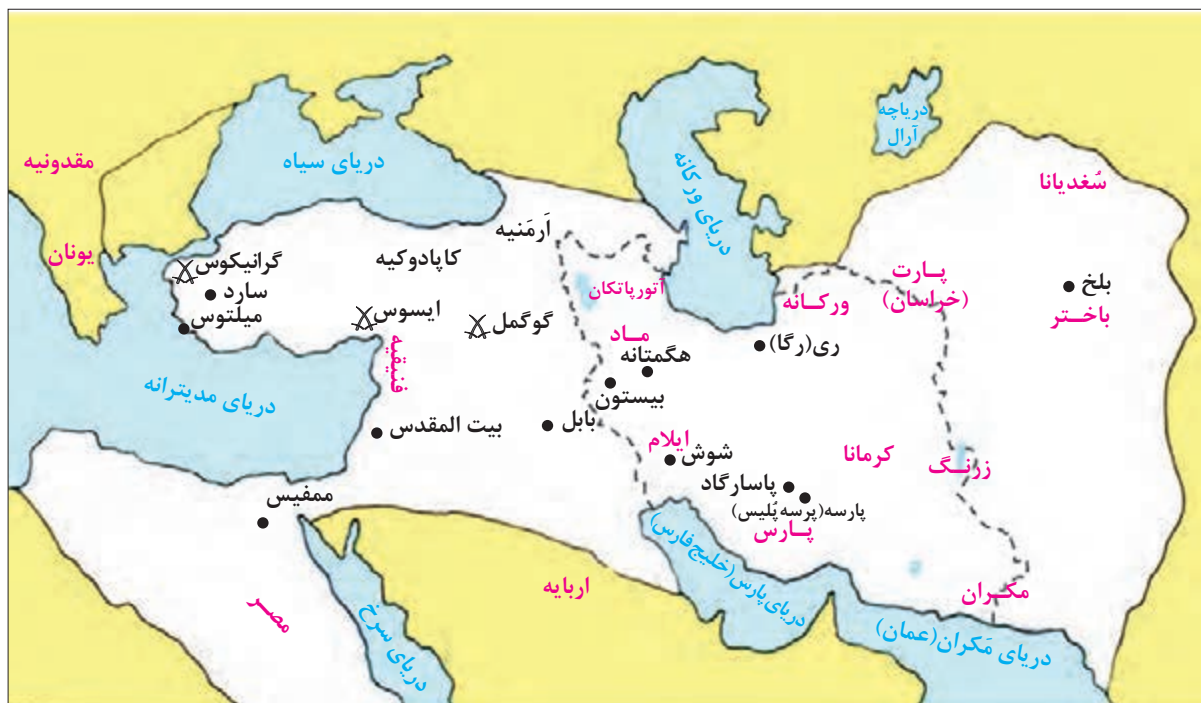 دریاچه
آرال
مقدونیه
دریای سیاه
دریای ورکانه
سُغدیانا
یونان
اَرمَنیه
گرانیکوس
کاپادوکیه
سارد
میلتوس
ایسوس
گوگمل
آتورپاتکان
ورکـانه
پـارت
(خراسان)
بلخ
باختـر
مـاد
هگمتانه
ری(رگا)
فنیقیه
دریای مدیترانه
بیستون
بیت المقدس
بابل
ایلام
شوش
کرمانا
زرنـگ
پاسارگاد
پارسه(پرسه پُلیس)
پـارس
ممفیس
مصـر
دریای سرخ
اربایه
دریای پارس(خلیج فارس)
مکـران
دریای مَکران(عمان)